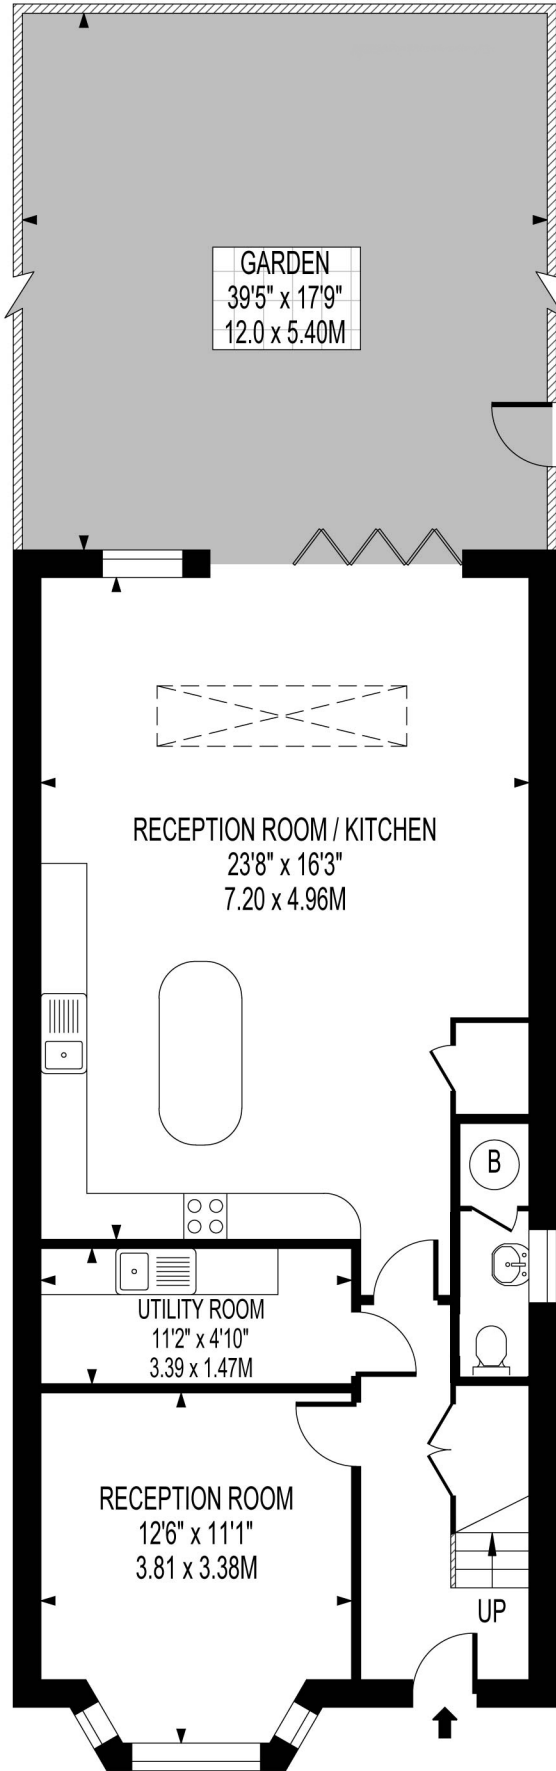 GARDEN
39'5" x 17'9"
12.0 x 5.40M
RECEPTION ROOM / KITCHEN
23'8" x 16'3"
7.20 x 4.96M
B
UTILITY ROOM
11'2" x 4'10"
3.39 x 1.47M
RECEPTION ROOM
12'6" x 11'1"
3.81 x 3.38M
UP